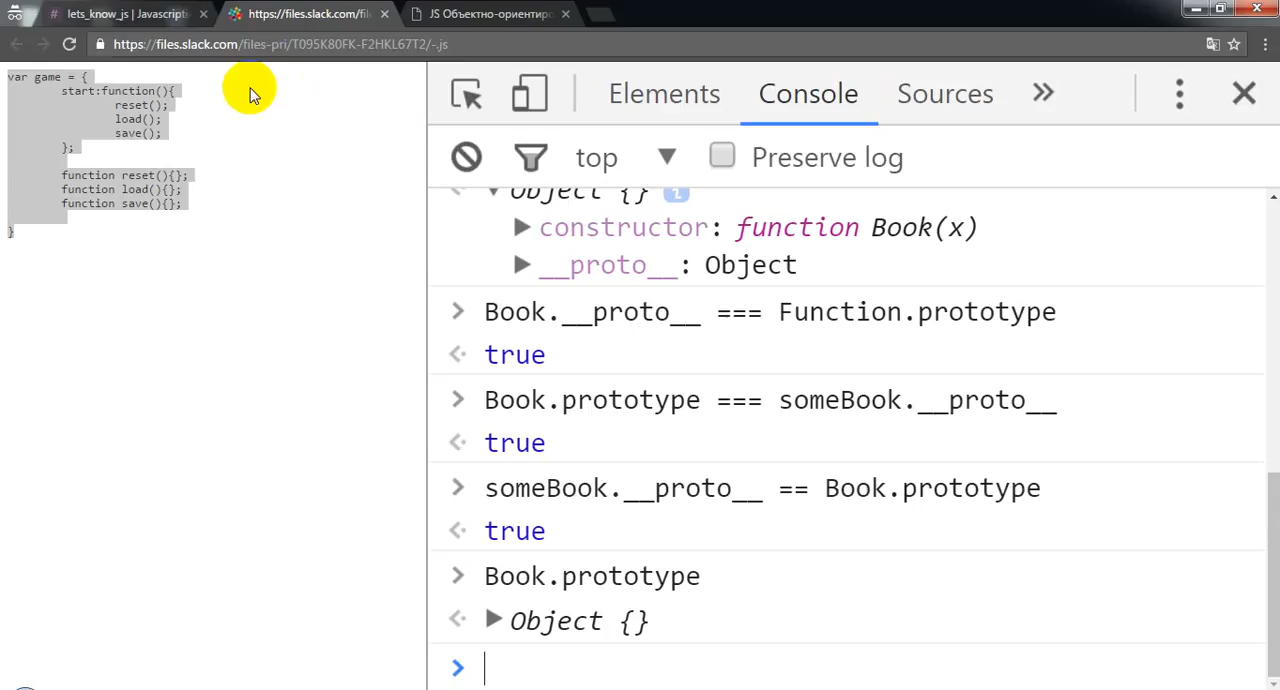 lets_know_js | Javascript
https://files.slack.com/fi
JS Объектно-ориентиро
https://files.slack.com/files-pri/T095K80FK-F2HKL67T2/-.js
var game = {
start:function(){
reset();
load();
save();
};
function reset(){};
function load(){};
function save(){};
}
Elements Console Sources »
top Preserve log
Object {} i
constructor: function Book(x)
__proto__: Object
Book.__proto__ === Function.prototype
true
Book.prototype === someBook.__proto__
true
someBook.__proto__ == Book.prototype
true
Book.prototype
Object {}